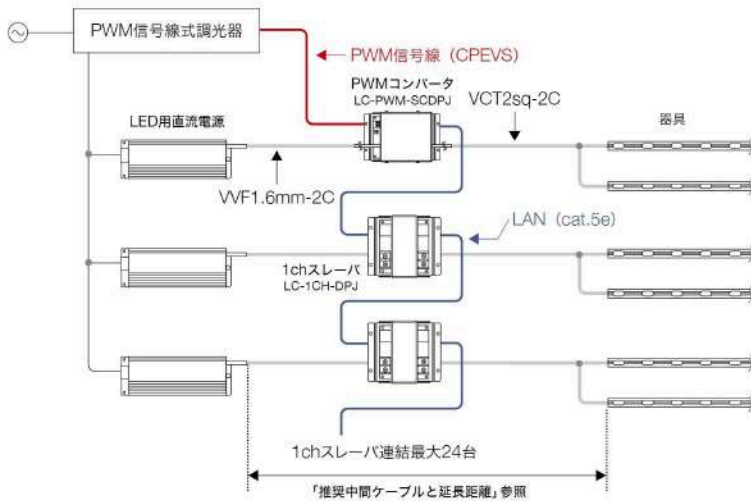 PWM信号線式調光器
PWM信号線（CPEVS）
PWMコンバータ
LC-PWM-SCDPJ
VCT2sq-2C
LED用直流電源
器具
VVF1.6mm-2C
LAN（cat.5e）
1chスレーバ
LC-1CH-DPJ
1chスレーバ連結最大24台
「推奨中間ケーブルと延長距離」参照